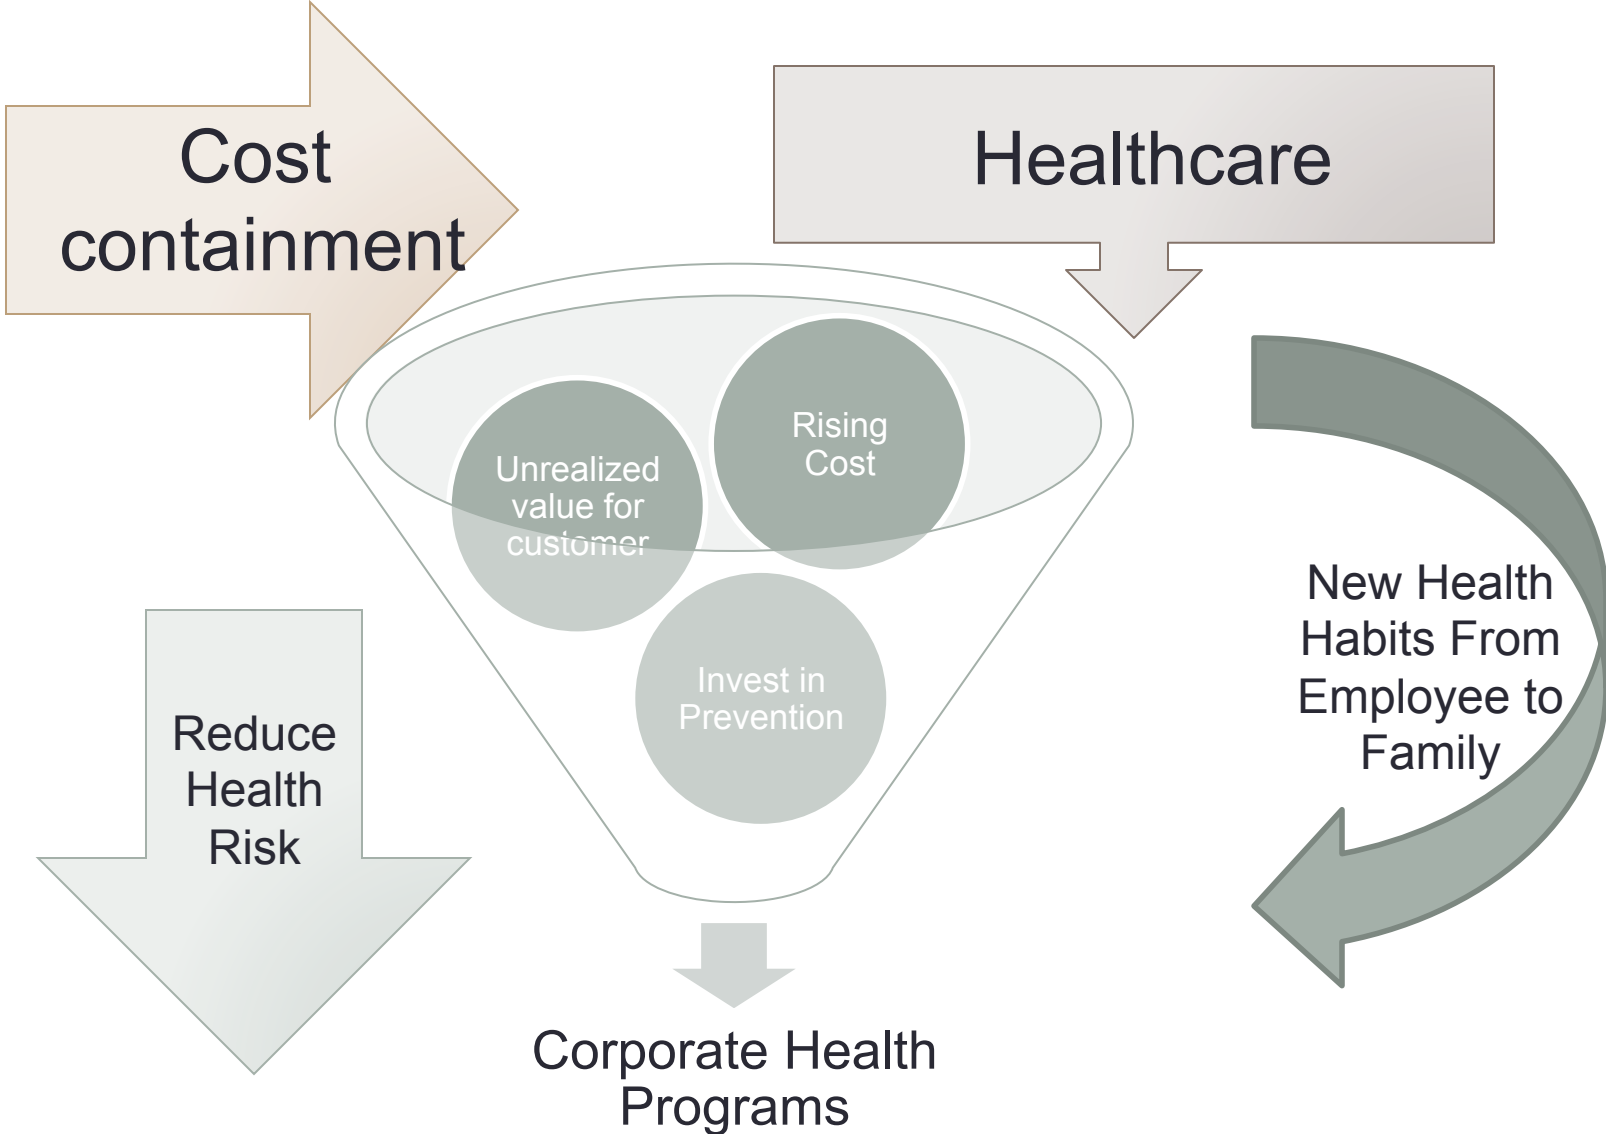 Cost
containment
Healthcare
Rising
Cost
Unrealized
value for
customer
Invest in
Prevention
New Health
Habits From
Employee to
Family
Reduce
Health
Risk
Corporate Health
Programs